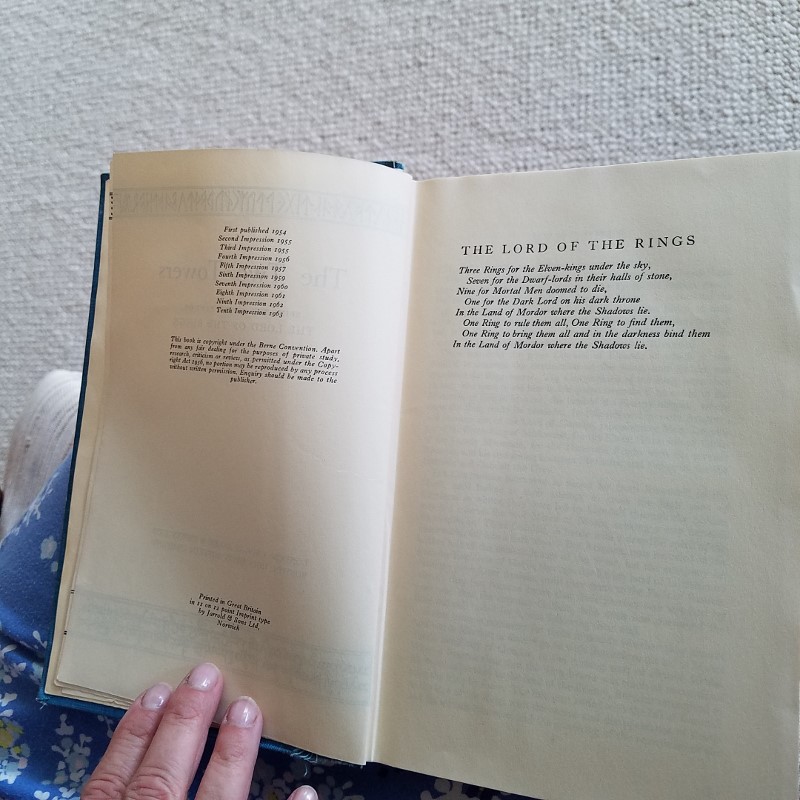 First published 1954
Second Impression 1955
Third Impression 1955
Fourth Impression 1956
Fifth Impression 1957
Sixth Impression 1959
Seventh Impression 1960
Eighth Impression 1961
Ninth Impression 1962
Tenth Impression 1963
This book is copyright under the Berne Convention. Apart
from any fair dealing for the purposes of private study,
research, criticism or review, as permitted under the Copy-
right Act 1956, no portion may be reproduced by any process
without written permission. Enquiry should be made to the
publisher.
Printed in Great Britain
in 11 on 12 point Imprint type
by Jarrold & Sons Ltd,
Norwich
THE LORD OF THE RINGS
Three Rings for the Elven-kings under the sky,
Seven for the Dwarf-lords in their halls of stone,
Nine for Mortal Men doomed to die,
One for the Dark Lord on his dark throne
In the Land of Mordor where the Shadows lie.
One Ring to rule them all, One Ring to find them,
One Ring to bring them all and in the darkness bind them
In the Land of Mordor where the Shadows lie.